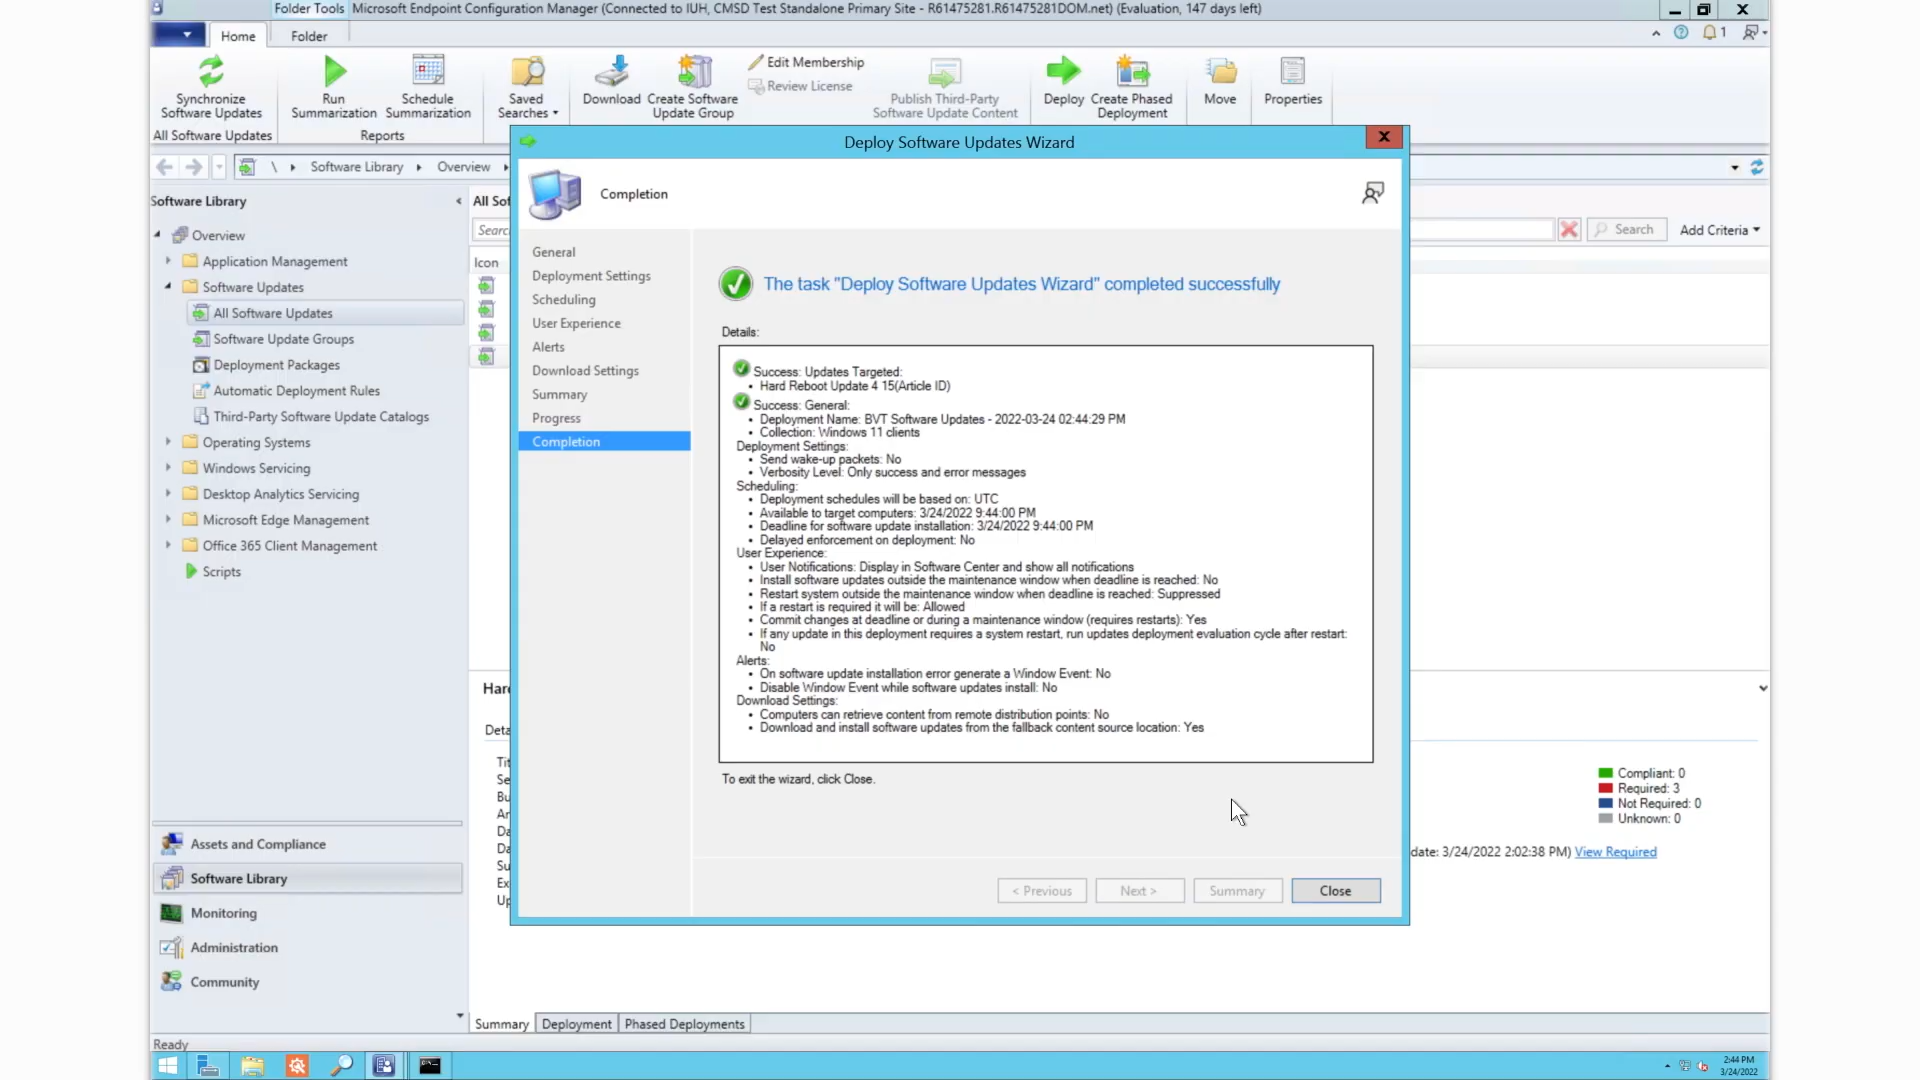 Folder Tools Microsoft Endpoint Configuration Manager (Connected to IUH, CMSD Test Standalone Primary Site - R61475281.R61475281DOM.net) (Evaluation, 147 days left)
Home Folder
1
Synchronize Software Updates
Run Summarization
Schedule Summarization
Saved Searches
Download
Create Software Update Group
Edit Membership
Review License
Publish Third-Party Software Update Content
Deploy
Create Phased Deployment
Move
Properties
All Software Updates
Reports
\ Software Library Overview
Software Library
Overview
Application Management
Software Updates
All Software Updates
Software Update Groups
Deployment Packages
Automatic Deployment Rules
Third-Party Software Update Catalogs
Operating Systems
Windows Servicing
Desktop Analytics Servicing
Microsoft Edge Management
Office 365 Client Management
Scripts
Assets and Compliance
Software Library
Monitoring
Administration
Community
All Sof
Searc
Search
Add Criteria
Icon
Deploy Software Updates Wizard
Completion
General
Deployment Settings
Scheduling
User Experience
Alerts
Download Settings
Summary
Progress
Completion
The task "Deploy Software Updates Wizard" completed successfully
Details:
Success: Updates Targeted:
• Hard Reboot Update 4 15(Article ID)
Success: General:
• Deployment Name: BVT Software Updates - 2022-03-24 02:44:29 PM
• Collection: Windows 11 clients
Deployment Settings:
• Send wake-up packets: No
• Verbosity Level: Only success and error messages
Scheduling:
• Deployment schedules will be based on: UTC
• Available to target computers: 3/24/2022 9:44:00 PM
• Deadline for software update installation: 3/24/2022 9:44:00 PM
• Delayed enforcement on deployment: No
User Experience:
• User Notifications: Display in Software Center and show all notifications
• Install software updates outside the maintenance window when deadline is reached: No
• Restart system outside the maintenance window when deadline is reached: Suppressed
• If a restart is required it will be: Allowed
• Commit changes at deadline or during a maintenance window (requires restarts): Yes
• If any update in this deployment requires a system restart, run updates deployment evaluation cycle after restart:
No
Alerts:
• On software update installation error generate a Window Event: No
• Disable Window Event while software updates install: No
Download Settings:
• Computers can retrieve content from remote distribution points: No
• Download and install software updates from the fallback content source location: Yes
To exit the wizard, click Close.
< Previous Next > Summary Close
Hard
Deta
Tit
Se
Bu
Ar
Da
Da
Su
Ex
Up
Compliant: 0
Required: 3
Not Required: 0
Unknown: 0
date: 3/24/2022 2:02:38 PM) View Required
Summary Deployment Phased Deployments
Ready
2:44 PM
3/24/2022